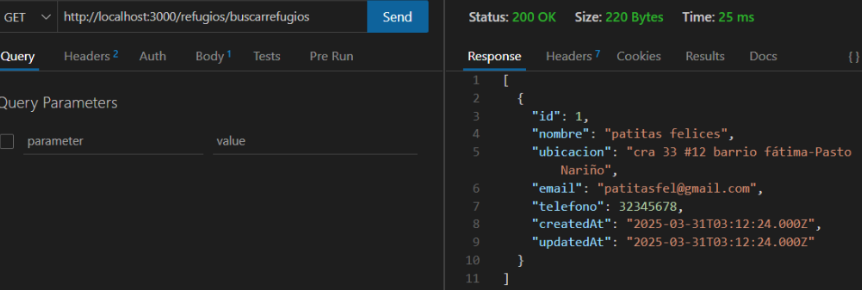 GET http://localhost:3000/refugios/buscarrefugios Send
Query Headers 2 Auth Body 1 Tests Pre Run
Query Parameters
parameter value
Status: 200 OK Size: 220 Bytes Time: 25 ms
Response Headers 7 Cookies Results Docs {}
1 [
2 {
3 "id": 1,
4 "nombre": "patitas felices",
5 "ubicacion": "cra 33 #12 barrio fátima-Pasto
Nariño",
6 "email": "patitasfel@gmail.com",
7 "telefono": 32345678,
8 "createdAt": "2025-03-31T03:12:24.000Z",
9 "updatedAt": "2025-03-31T03:12:24.000Z"
10 }
11 ]